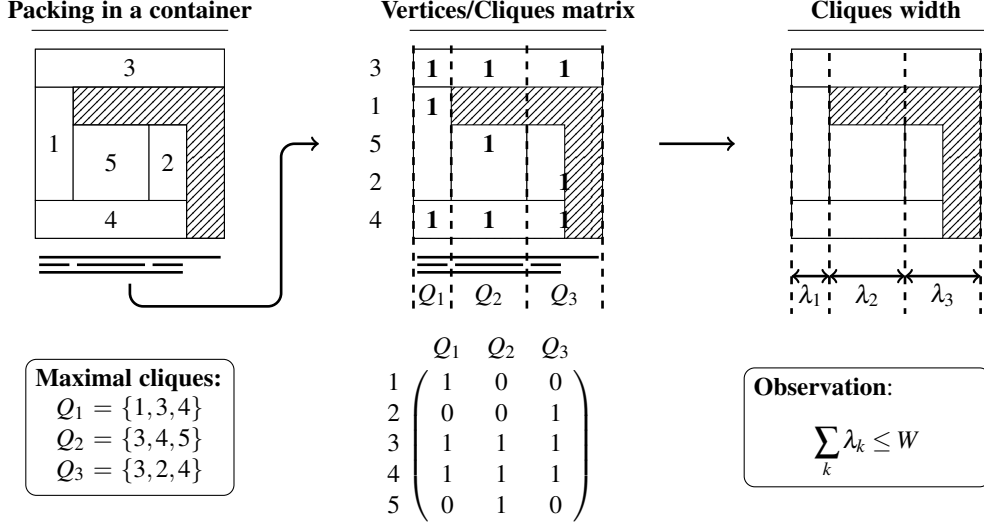 Packing in a container
Vertices/Cliques matrix
Cliques width
3
1
5
2
4
3 1 1 1
1 1
5 1
2 1
4 1 1 1
Q1 Q2 Q3
λ1 λ2 λ3
Maximal cliques:
Q1 = {1,3,4}
Q2 = {3,4,5}
Q3 = {3,2,4}
Q1 Q2 Q3
1 ( 1 0 0 )
2 ( 0 0 1 )
3 ( 1 1 1 )
4 ( 1 1 1 )
5 ( 0 1 0 )
Observation:
∑k λk ≤ W